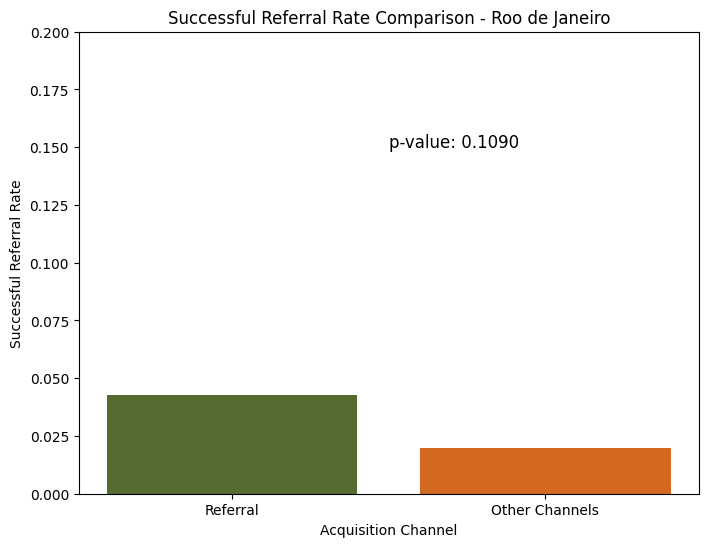 Successful Referral Rate Comparison - Roo de Janeiro
0.200
0.175
0.150
0.125
0.100
0.075
0.050
0.025
0.000
Successful Referral Rate
p-value: 0.1090
Referral
Other Channels
Acquisition Channel